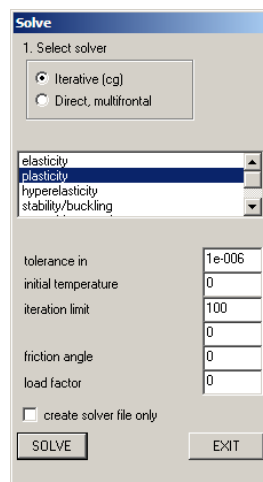 Solve
1. Select solver
Iterative (cg)
Direct, multifrontal
elasticity
plasticity
hyperelasticity
stability/buckling
tolerance in 1e-006
initial temperature 0
iteration limit 100
0
friction angle 0
load factor 0
create solver file only
SOLVE EXIT